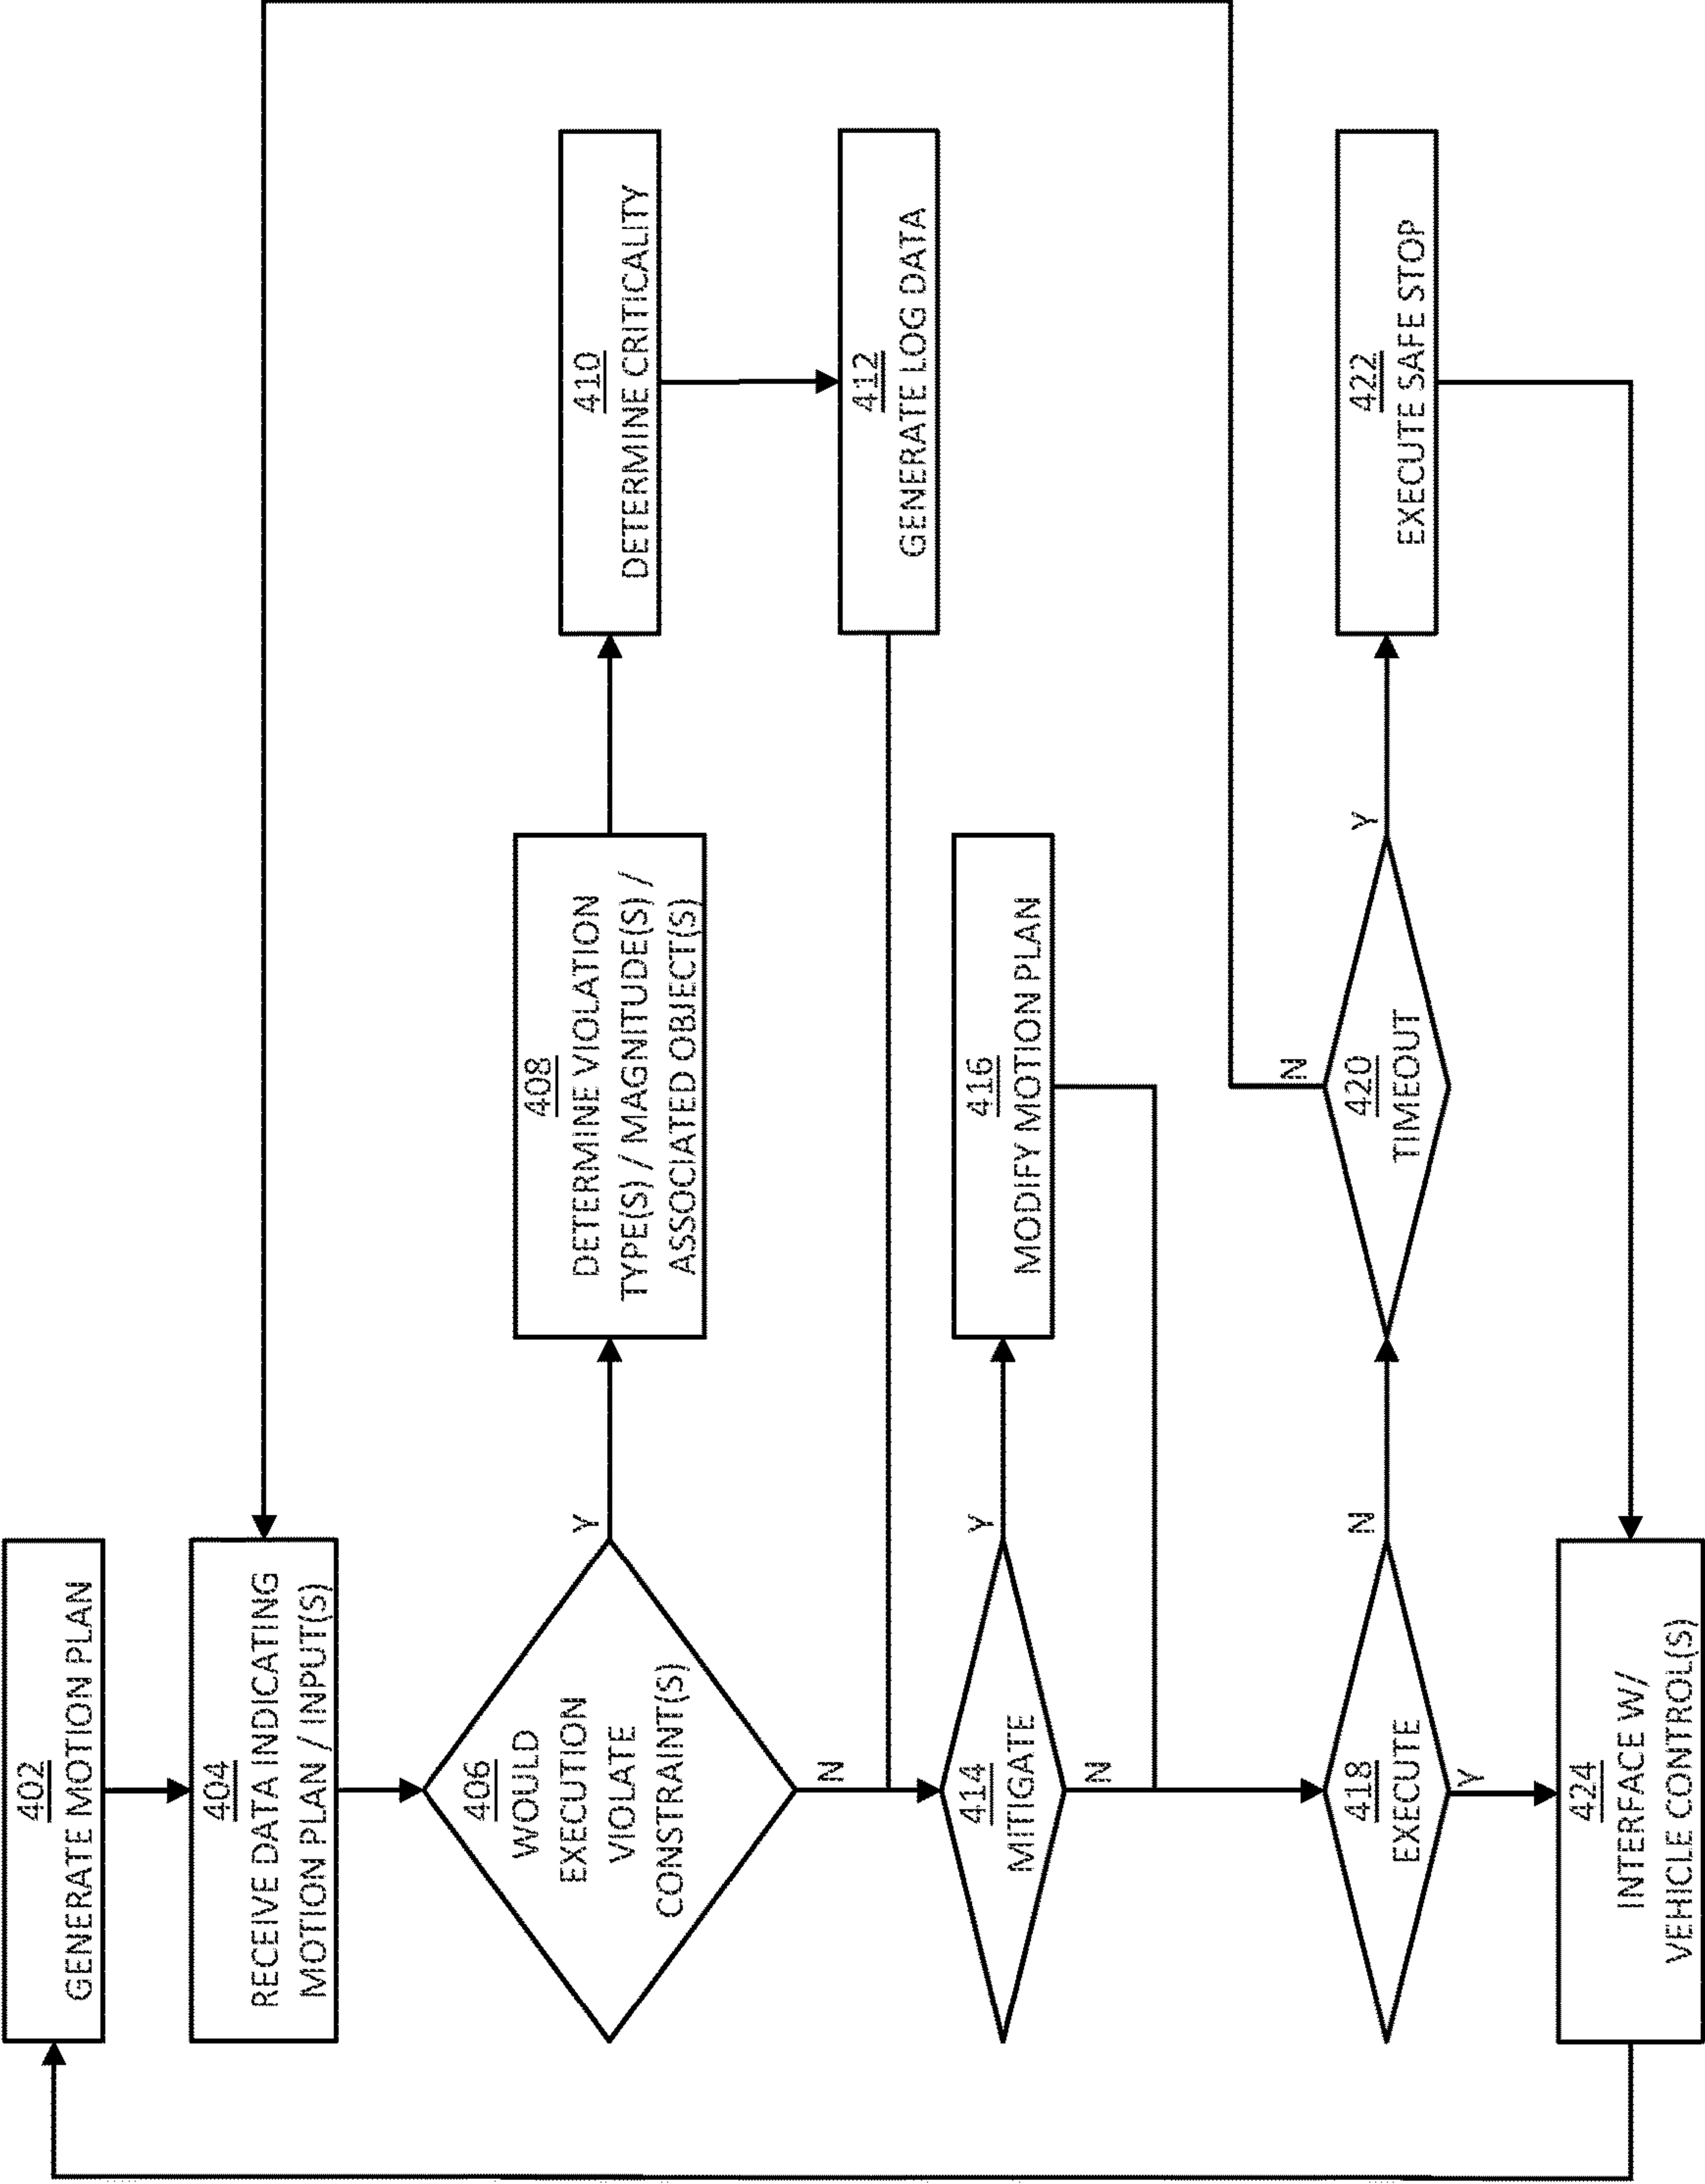 402
GENERATE MOTION PLAN
404
RECEIVE DATA INDICATING
MOTION PLAN / INPUT(S)
406
WOULD
EXECUTION
VIOLATE
CONSTRAINT(S)
Y
N
408
DETERMINE VIOLATION
TYPE(S) / MAGNITUDE(S) /
ASSOCIATED OBJECT(S)
410
DETERMINE CRITICALITY
412
GENERATE LOG DATA
414
MITIGATE
Y
N
416
MODIFY MOTION PLAN
418
EXECUTE
N
Y
420
TIMEOUT
N
Y
422
EXECUTE SAFE STOP
424
INTERFACE W/
VEHICLE CONTROL(S)